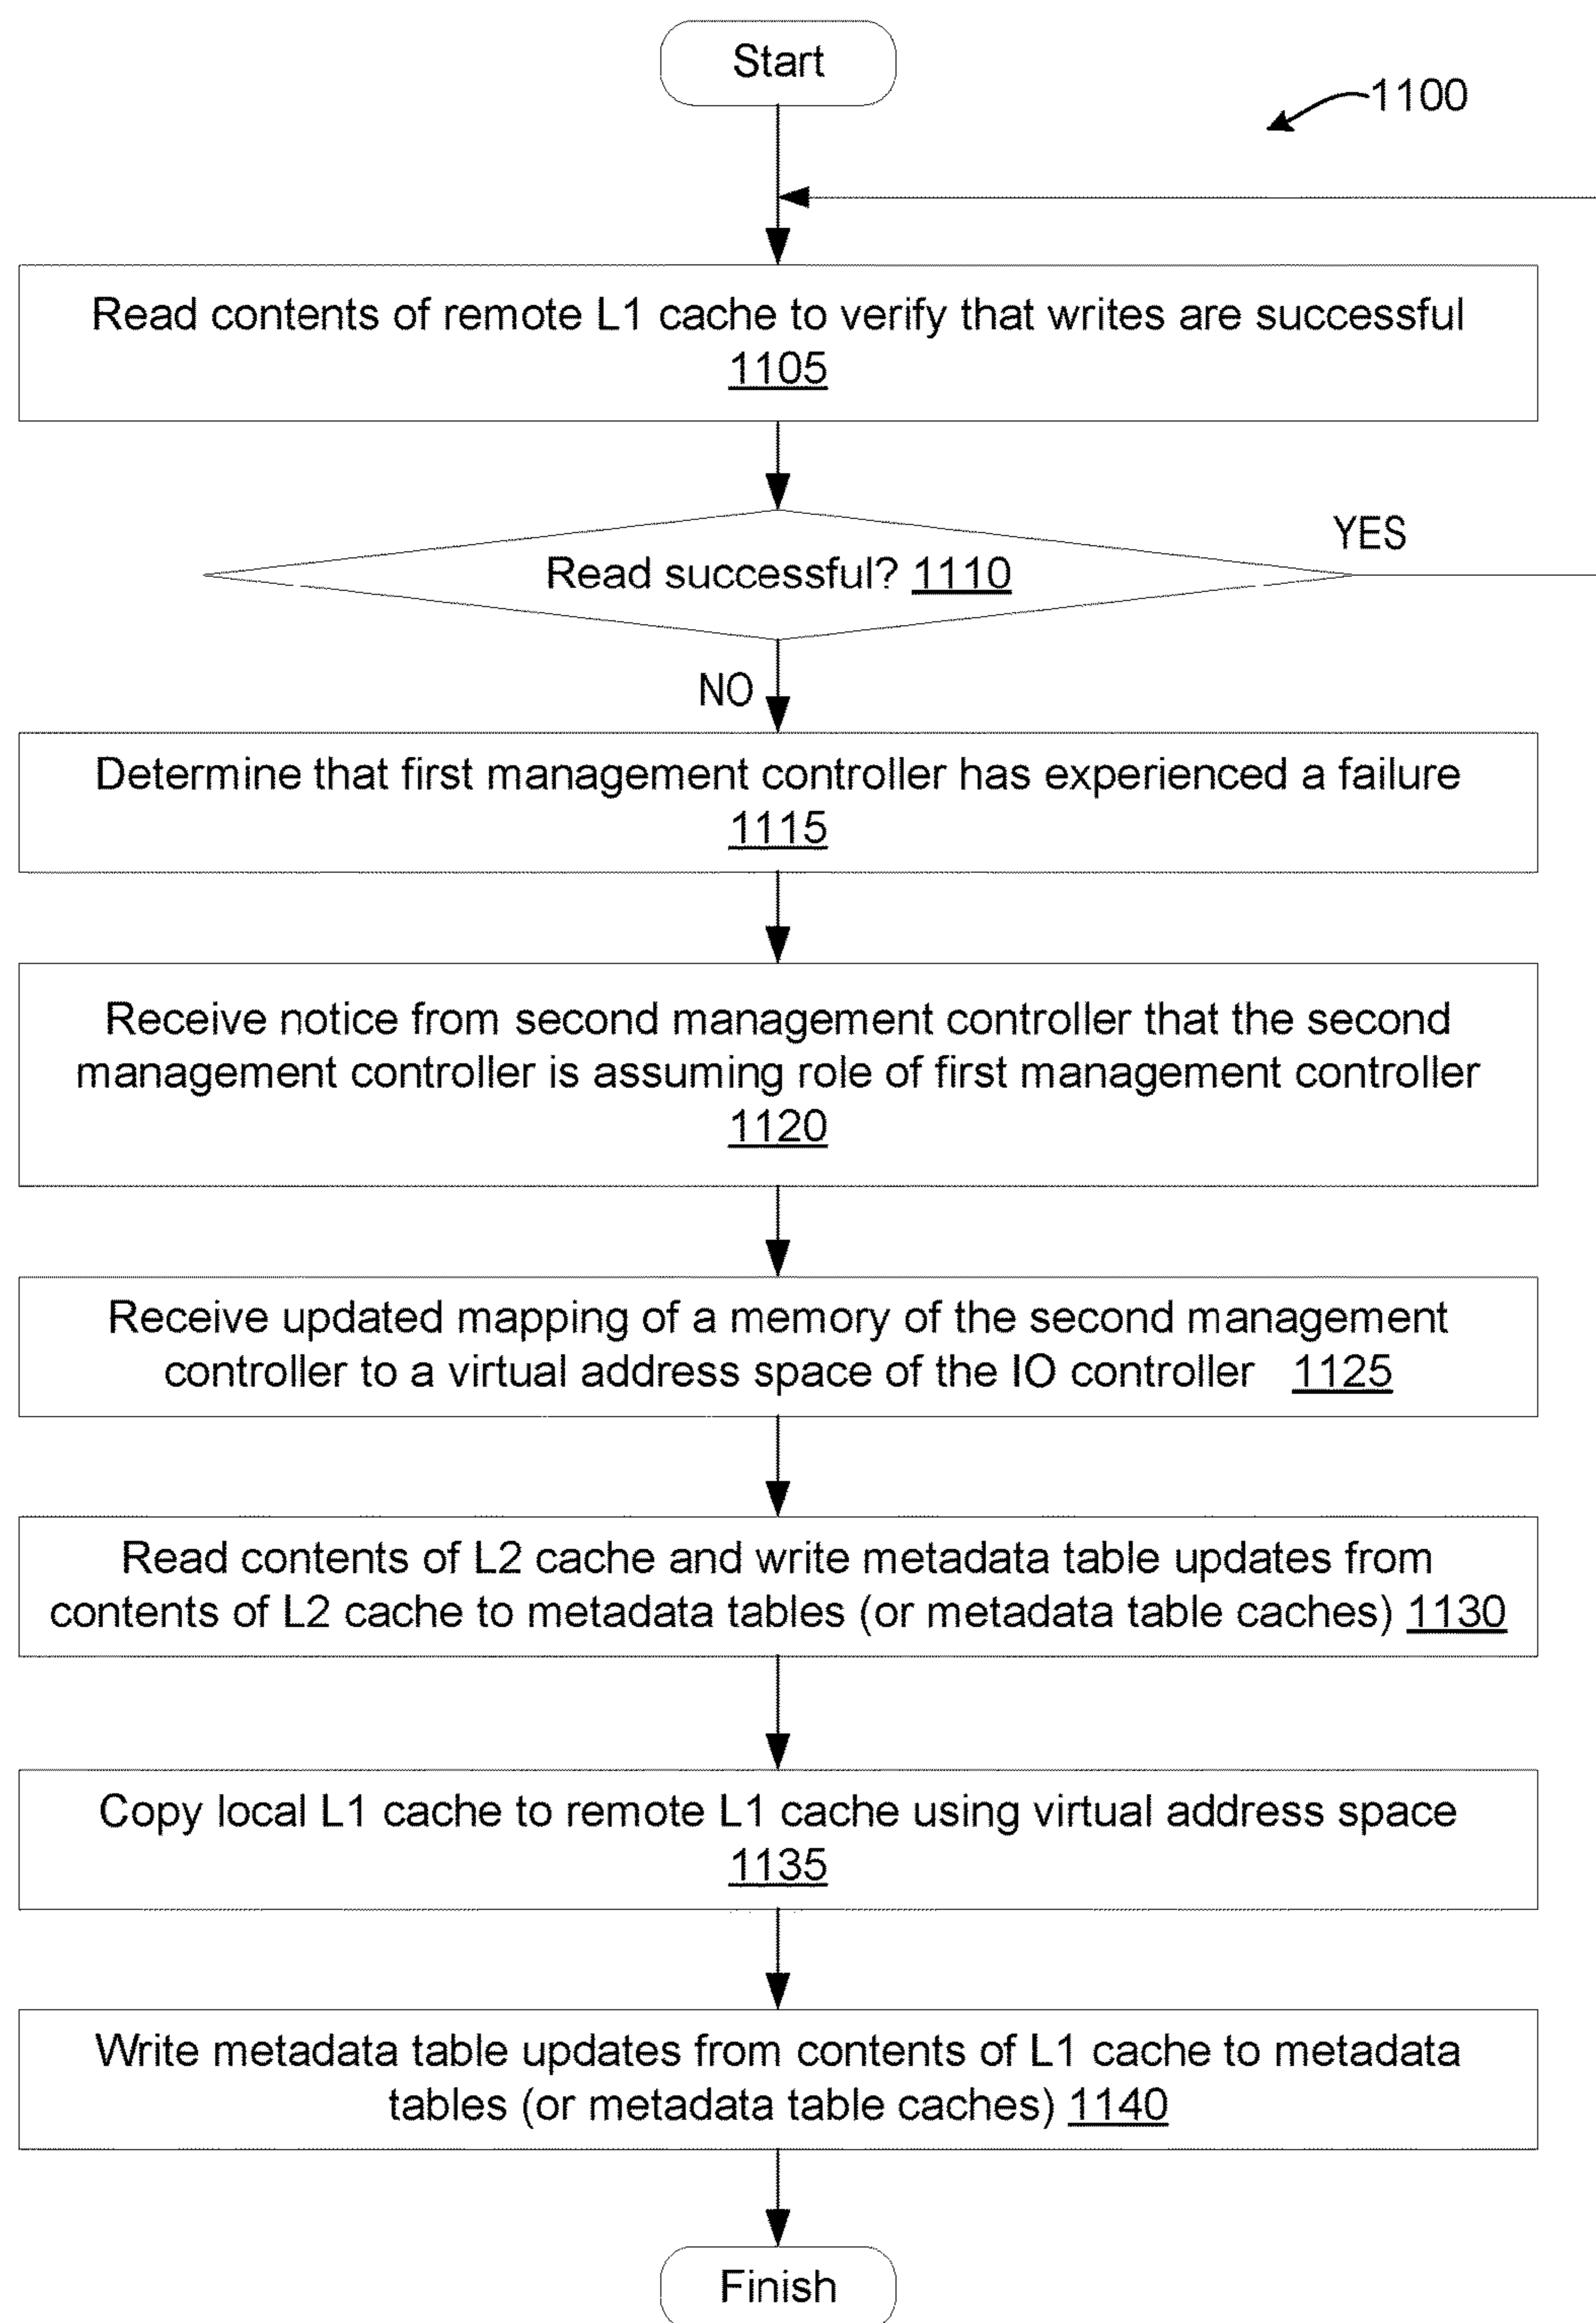 Start
1100
Read contents of remote L1 cache to verify that writes are successful
1105
Read successful? 1110
YES
NO
Determine that first management controller has experienced a failure
1115
Receive notice from second management controller that the second
management controller is assuming role of first management controller
1120
Receive updated mapping of a memory of the second management
controller to a virtual address space of the IO controller 1125
Read contents of L2 cache and write metadata table updates from
contents of L2 cache to metadata tables (or metadata table caches) 1130
Copy local L1 cache to remote L1 cache using virtual address space
1135
Write metadata table updates from contents of L1 cache to metadata
tables (or metadata table caches) 1140
Finish